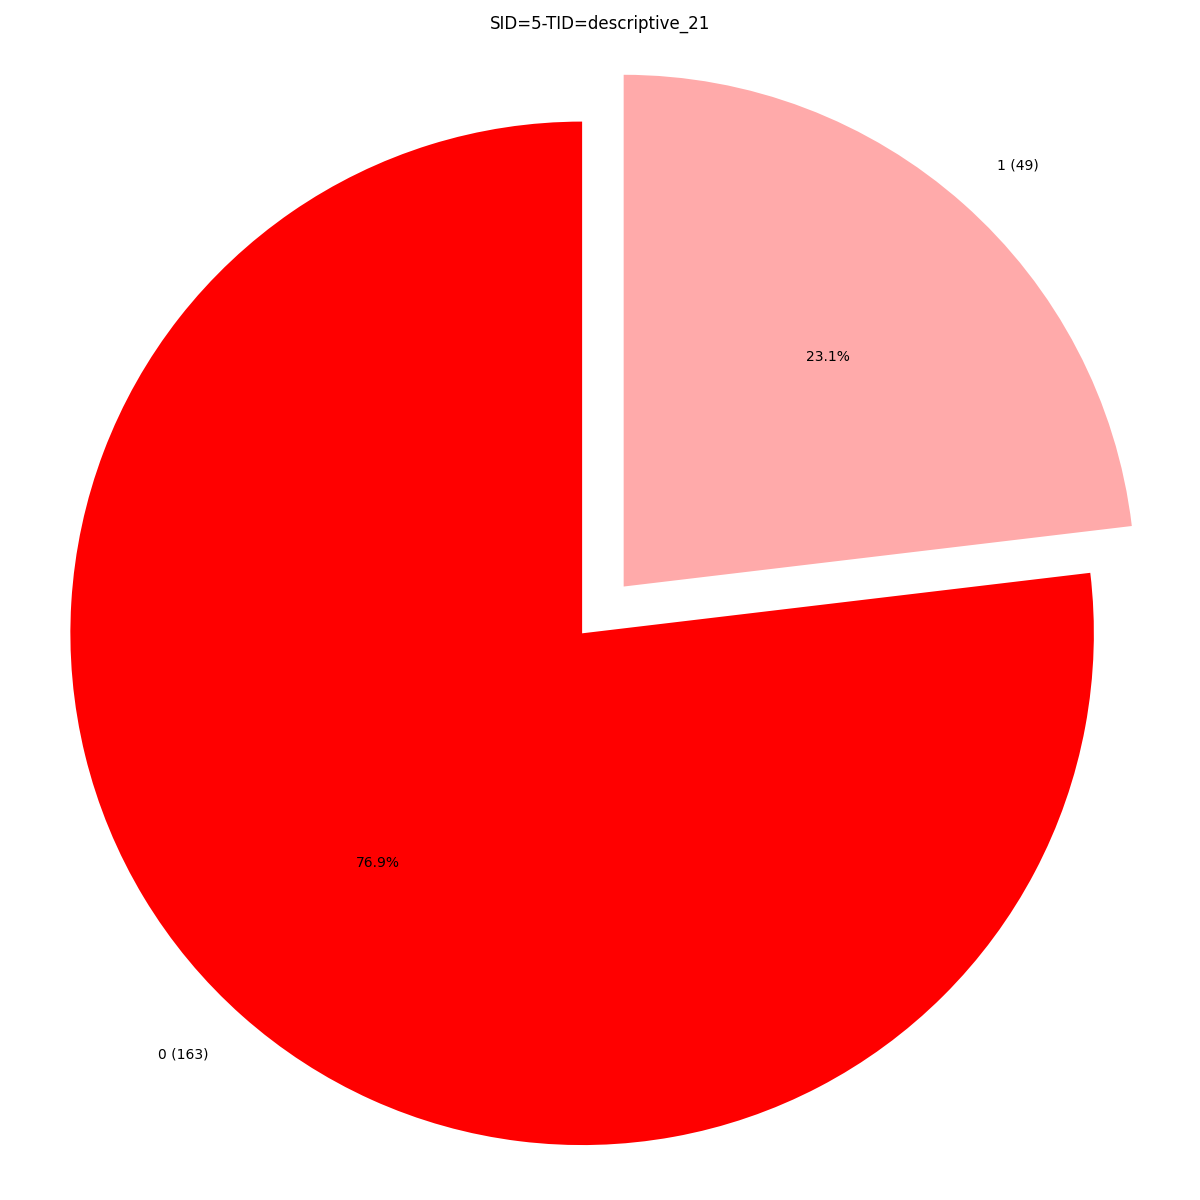 SID=5-TID=descriptive_21
1 (49)
23.1%
76.9%
0 (163)